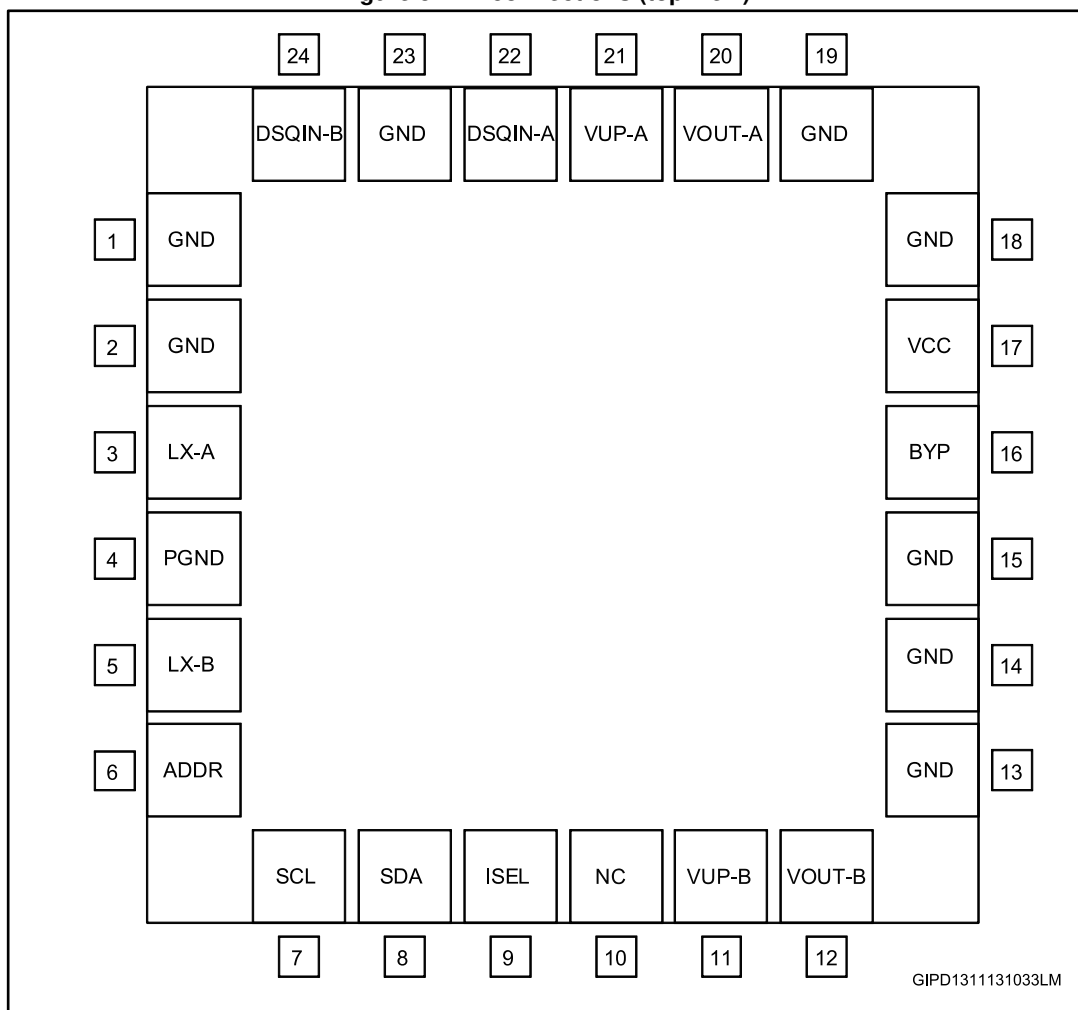 24 23 22 21 20 19
DSQIN-B GND DSQIN-A VUP-A VOUT-A GND
1 GND GND 18
2 GND VCC 17
3 LX-A BYP 16
4 PGND GND 15
5 LX-B GND 14
6 ADDR GND 13
SCL SDA ISEL NC VUP-B VOUT-B
7 8 9 10 11 12
GIPD1311131033LM